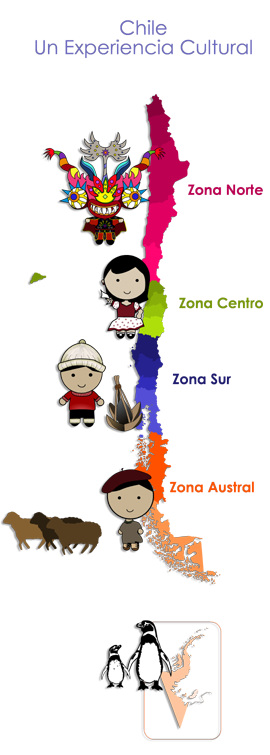 Chile
Un Experiencia Cultural
Zona Norte
Zona Centro
Zona Sur
Zona Austral